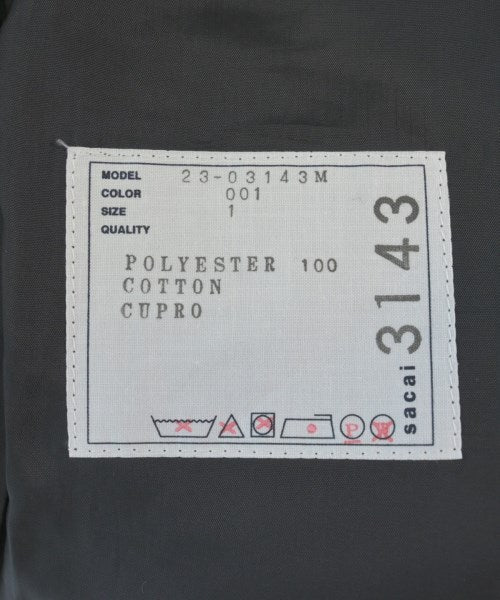 MODEL 23-03143M
COLOR 001
SIZE 1
QUALITY
POLYESTER 100
COTTON
CUPRO
P W
sacai 3143